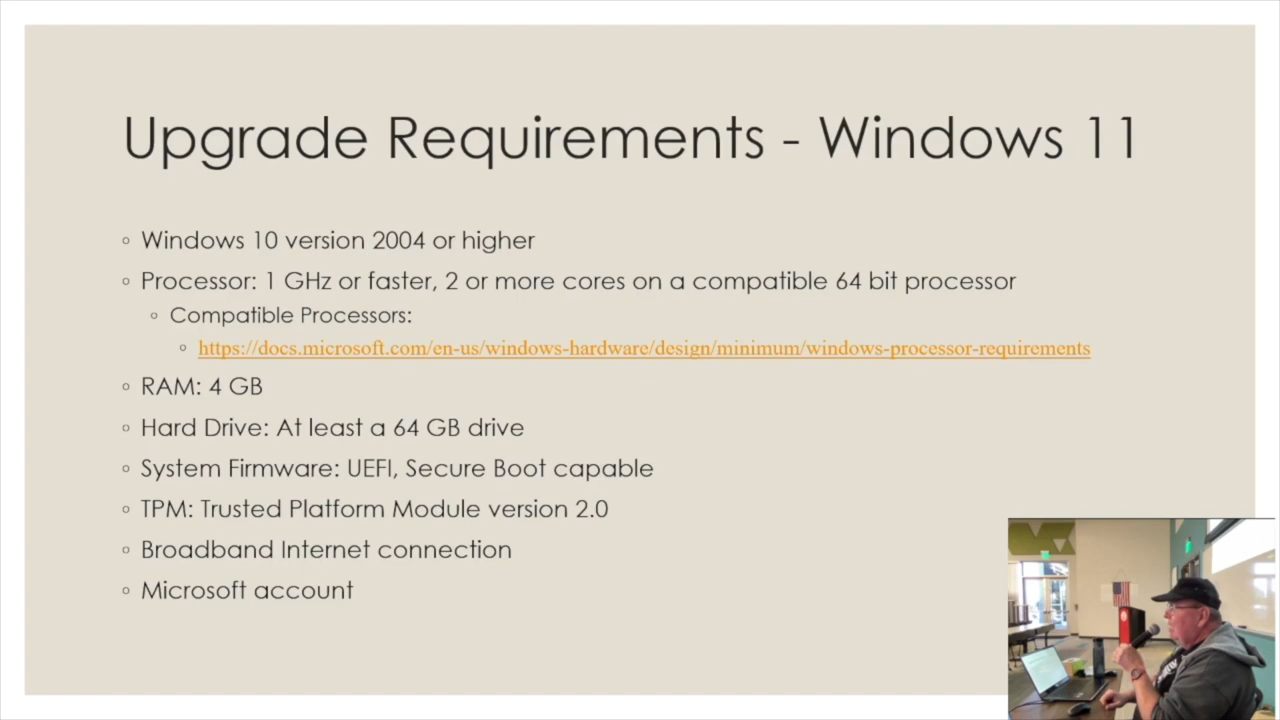 Upgrade Requirements - Windows 11
Windows 10 version 2004 or higher
Processor: 1 GHz or faster, 2 or more cores on a compatible 64 bit processor
Compatible Processors:
https://docs.microsoft.com/en-us/windows-hardware/design/minimum/windows-processor-requirements
RAM: 4 GB
Hard Drive: At least a 64 GB drive
System Firmware: UEFI, Secure Boot capable
TPM: Trusted Platform Module version 2.0
Broadband Internet connection
Microsoft account